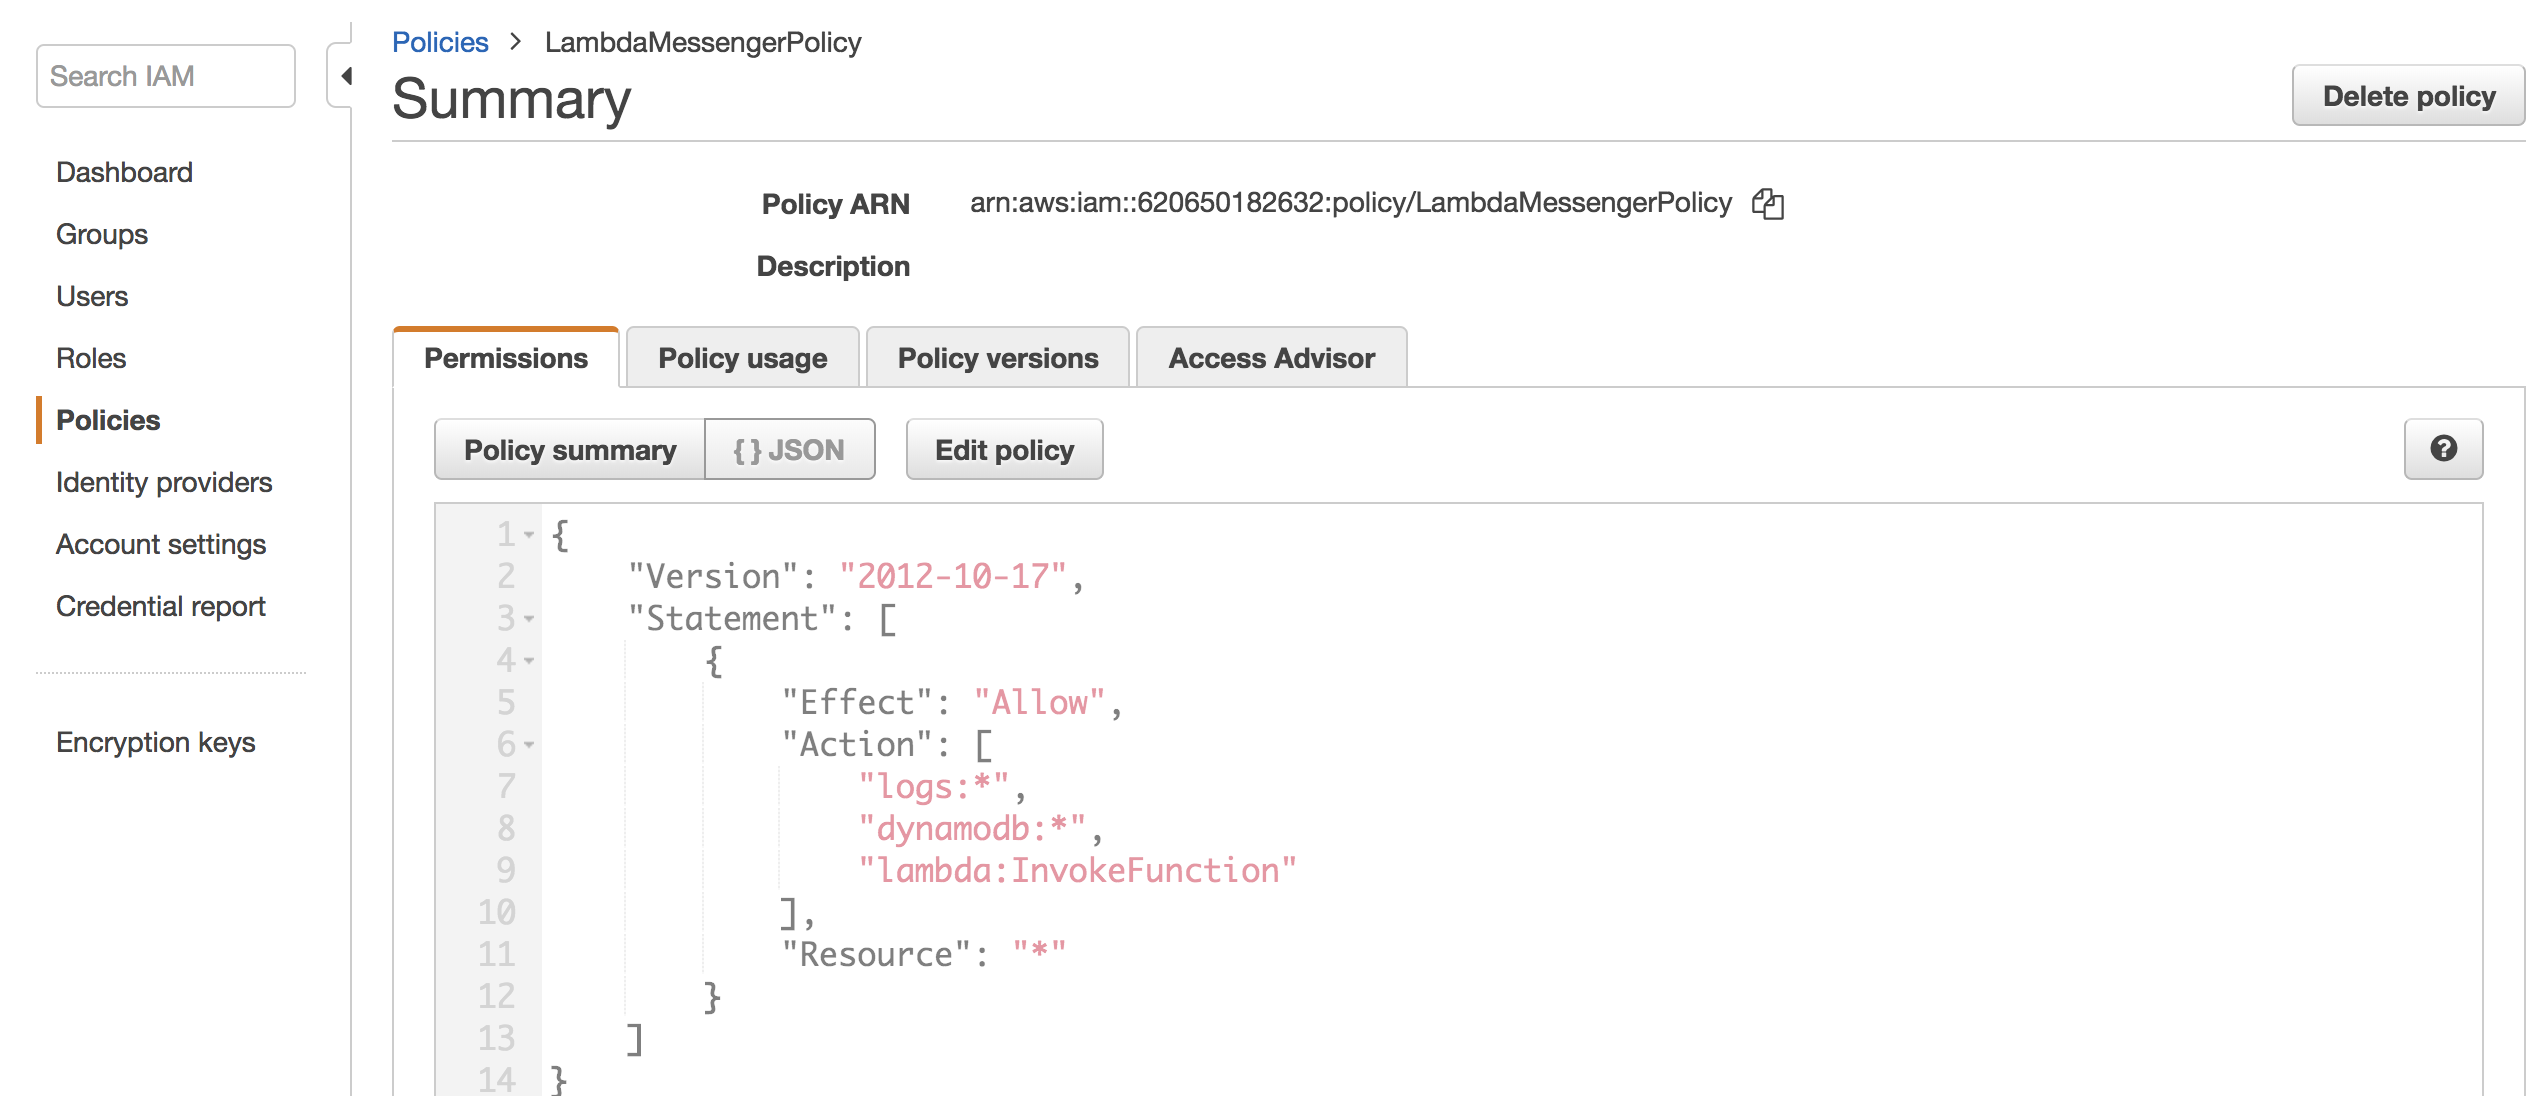 Search IAM
Dashboard
Groups
Users
Roles
Policies
Identity providers
Account settings
Credential report
Encryption keys
Policies > LambdaMessengerPolicy
Summary
Delete policy
Policy ARN arn:aws:iam::620650182632:policy/LambdaMessengerPolicy
Description
Permissions Policy usage Policy versions Access Advisor
Policy summary { } JSON Edit policy
1 {
2 "Version": "2012-10-17",
3 "Statement": [
4 {
5 "Effect": "Allow",
6 "Action": [
7 "logs:*",
8 "dynamodb:*",
9 "lambda:InvokeFunction"
10 ],
11 "Resource": "*"
12 }
13 ]
14 }